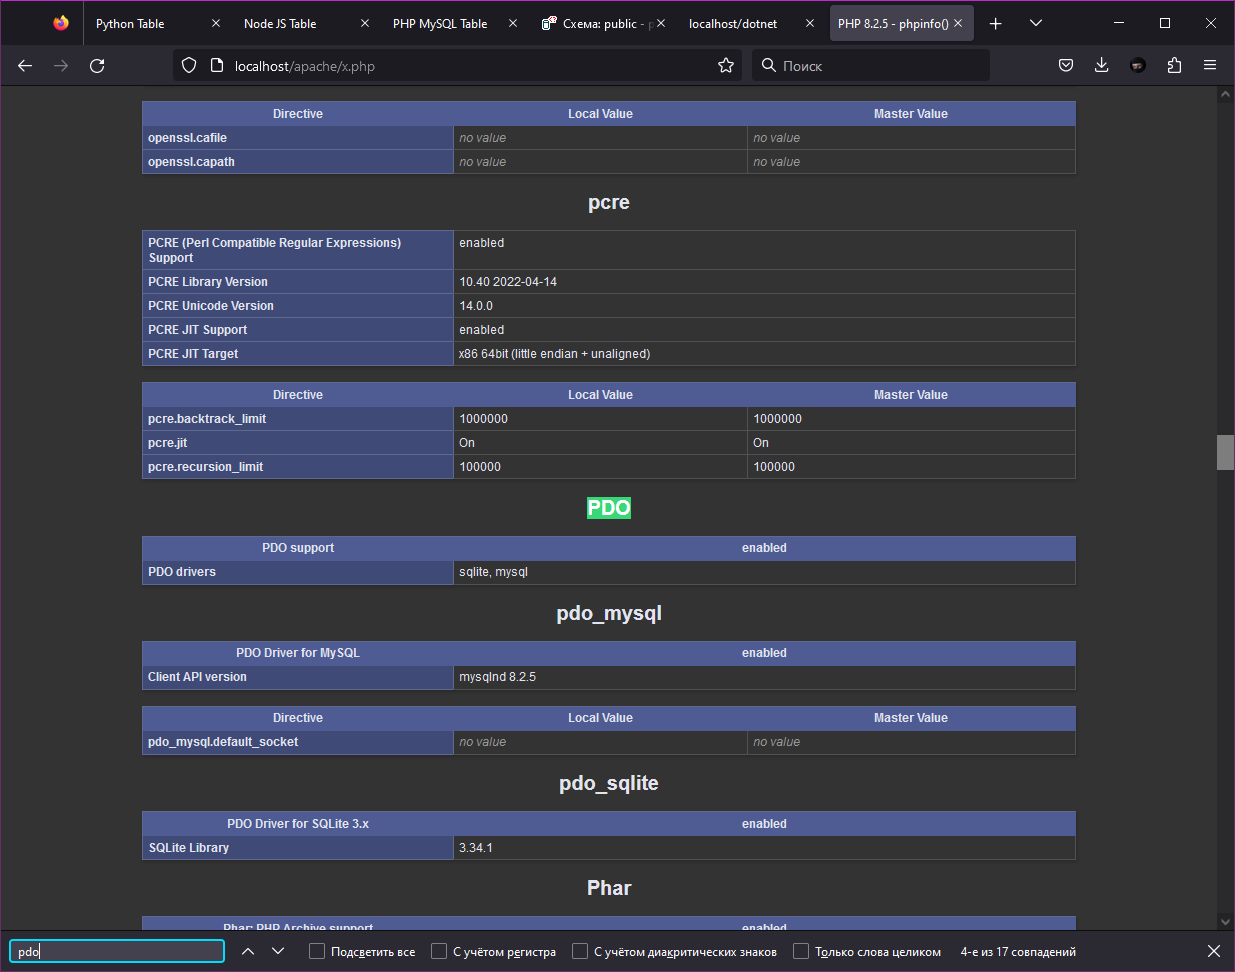 Python Table
Node JS Table
PHP MySQL Table
Схема: public - p
localhost/dotnet
PHP 8.2.5 - phpinfo()
localhost/apache/x.php
Поиск
Directive Local Value Master Value
openssl.cafile no value no value
openssl.capath no value no value
pcre
PCRE (Perl Compatible Regular Expressions)
Support
enabled
PCRE Library Version 10.40 2022-04-14
PCRE Unicode Version 14.0.0
PCRE JIT Support enabled
PCRE JIT Target x86 64bit (little endian + unaligned)
Directive Local Value Master Value
pcre.backtrack_limit 1000000 1000000
pcre.jit On On
pcre.recursion_limit 100000 100000
PDO
PDO support enabled
PDO drivers sqlite, mysql
pdo_mysql
PDO Driver for MySQL enabled
Client API version mysqlnd 8.2.5
Directive Local Value Master Value
pdo_mysql.default_socket no value no value
pdo_sqlite
PDO Driver for SQLite 3.x enabled
SQLite Library 3.34.1
Phar
Phar: PHP Archive support enabled
pdo
Подсветить все
С учётом регистра
С учётом диакритических знаков
Только слова целиком
4-е из 17 совпадений